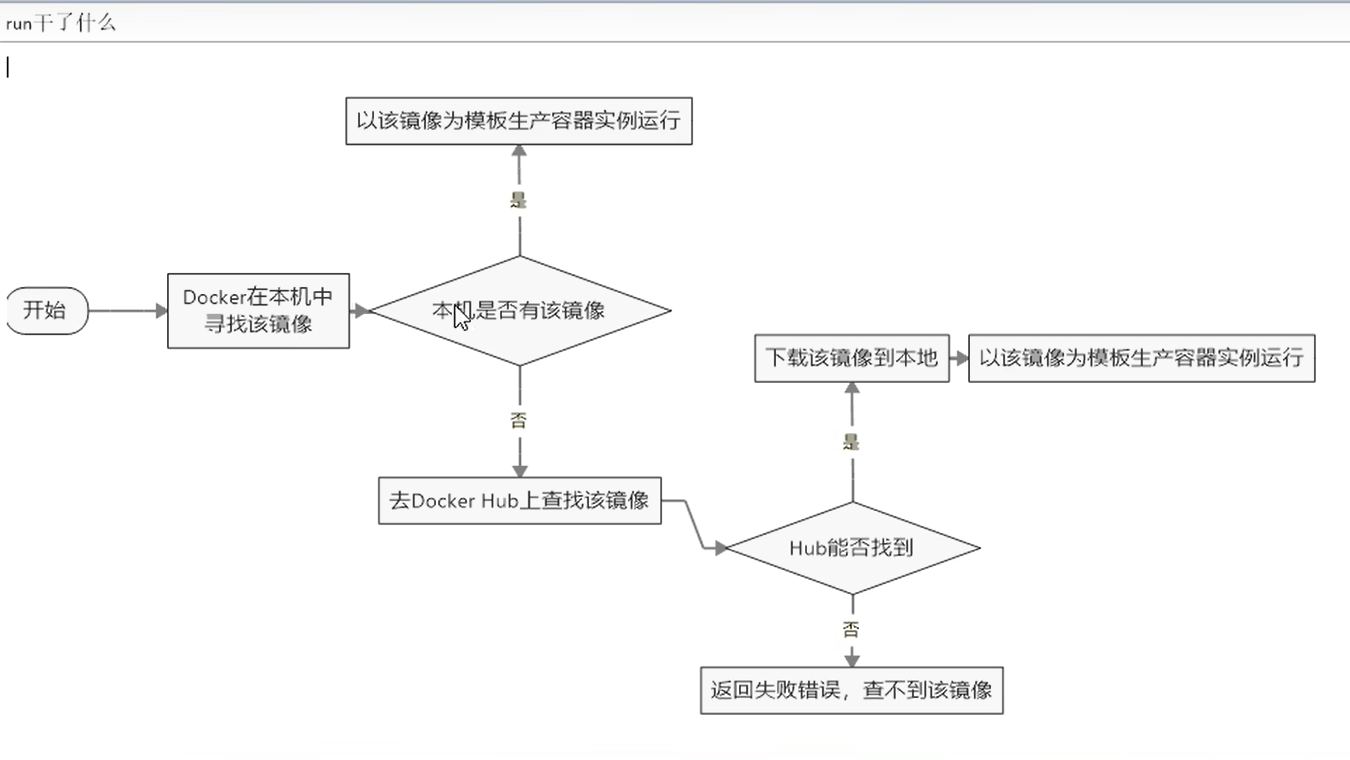 run干了什么
以该镜像为模板生产容器实例运行
是
开始
Docker在本机中
寻找该镜像
本机是否有该镜像
否
下载该镜像到本地
以该镜像为模板生产容器实例运行
是
去Docker Hub上查找该镜像
Hub能否找到
否
返回失败错误，查不到该镜像